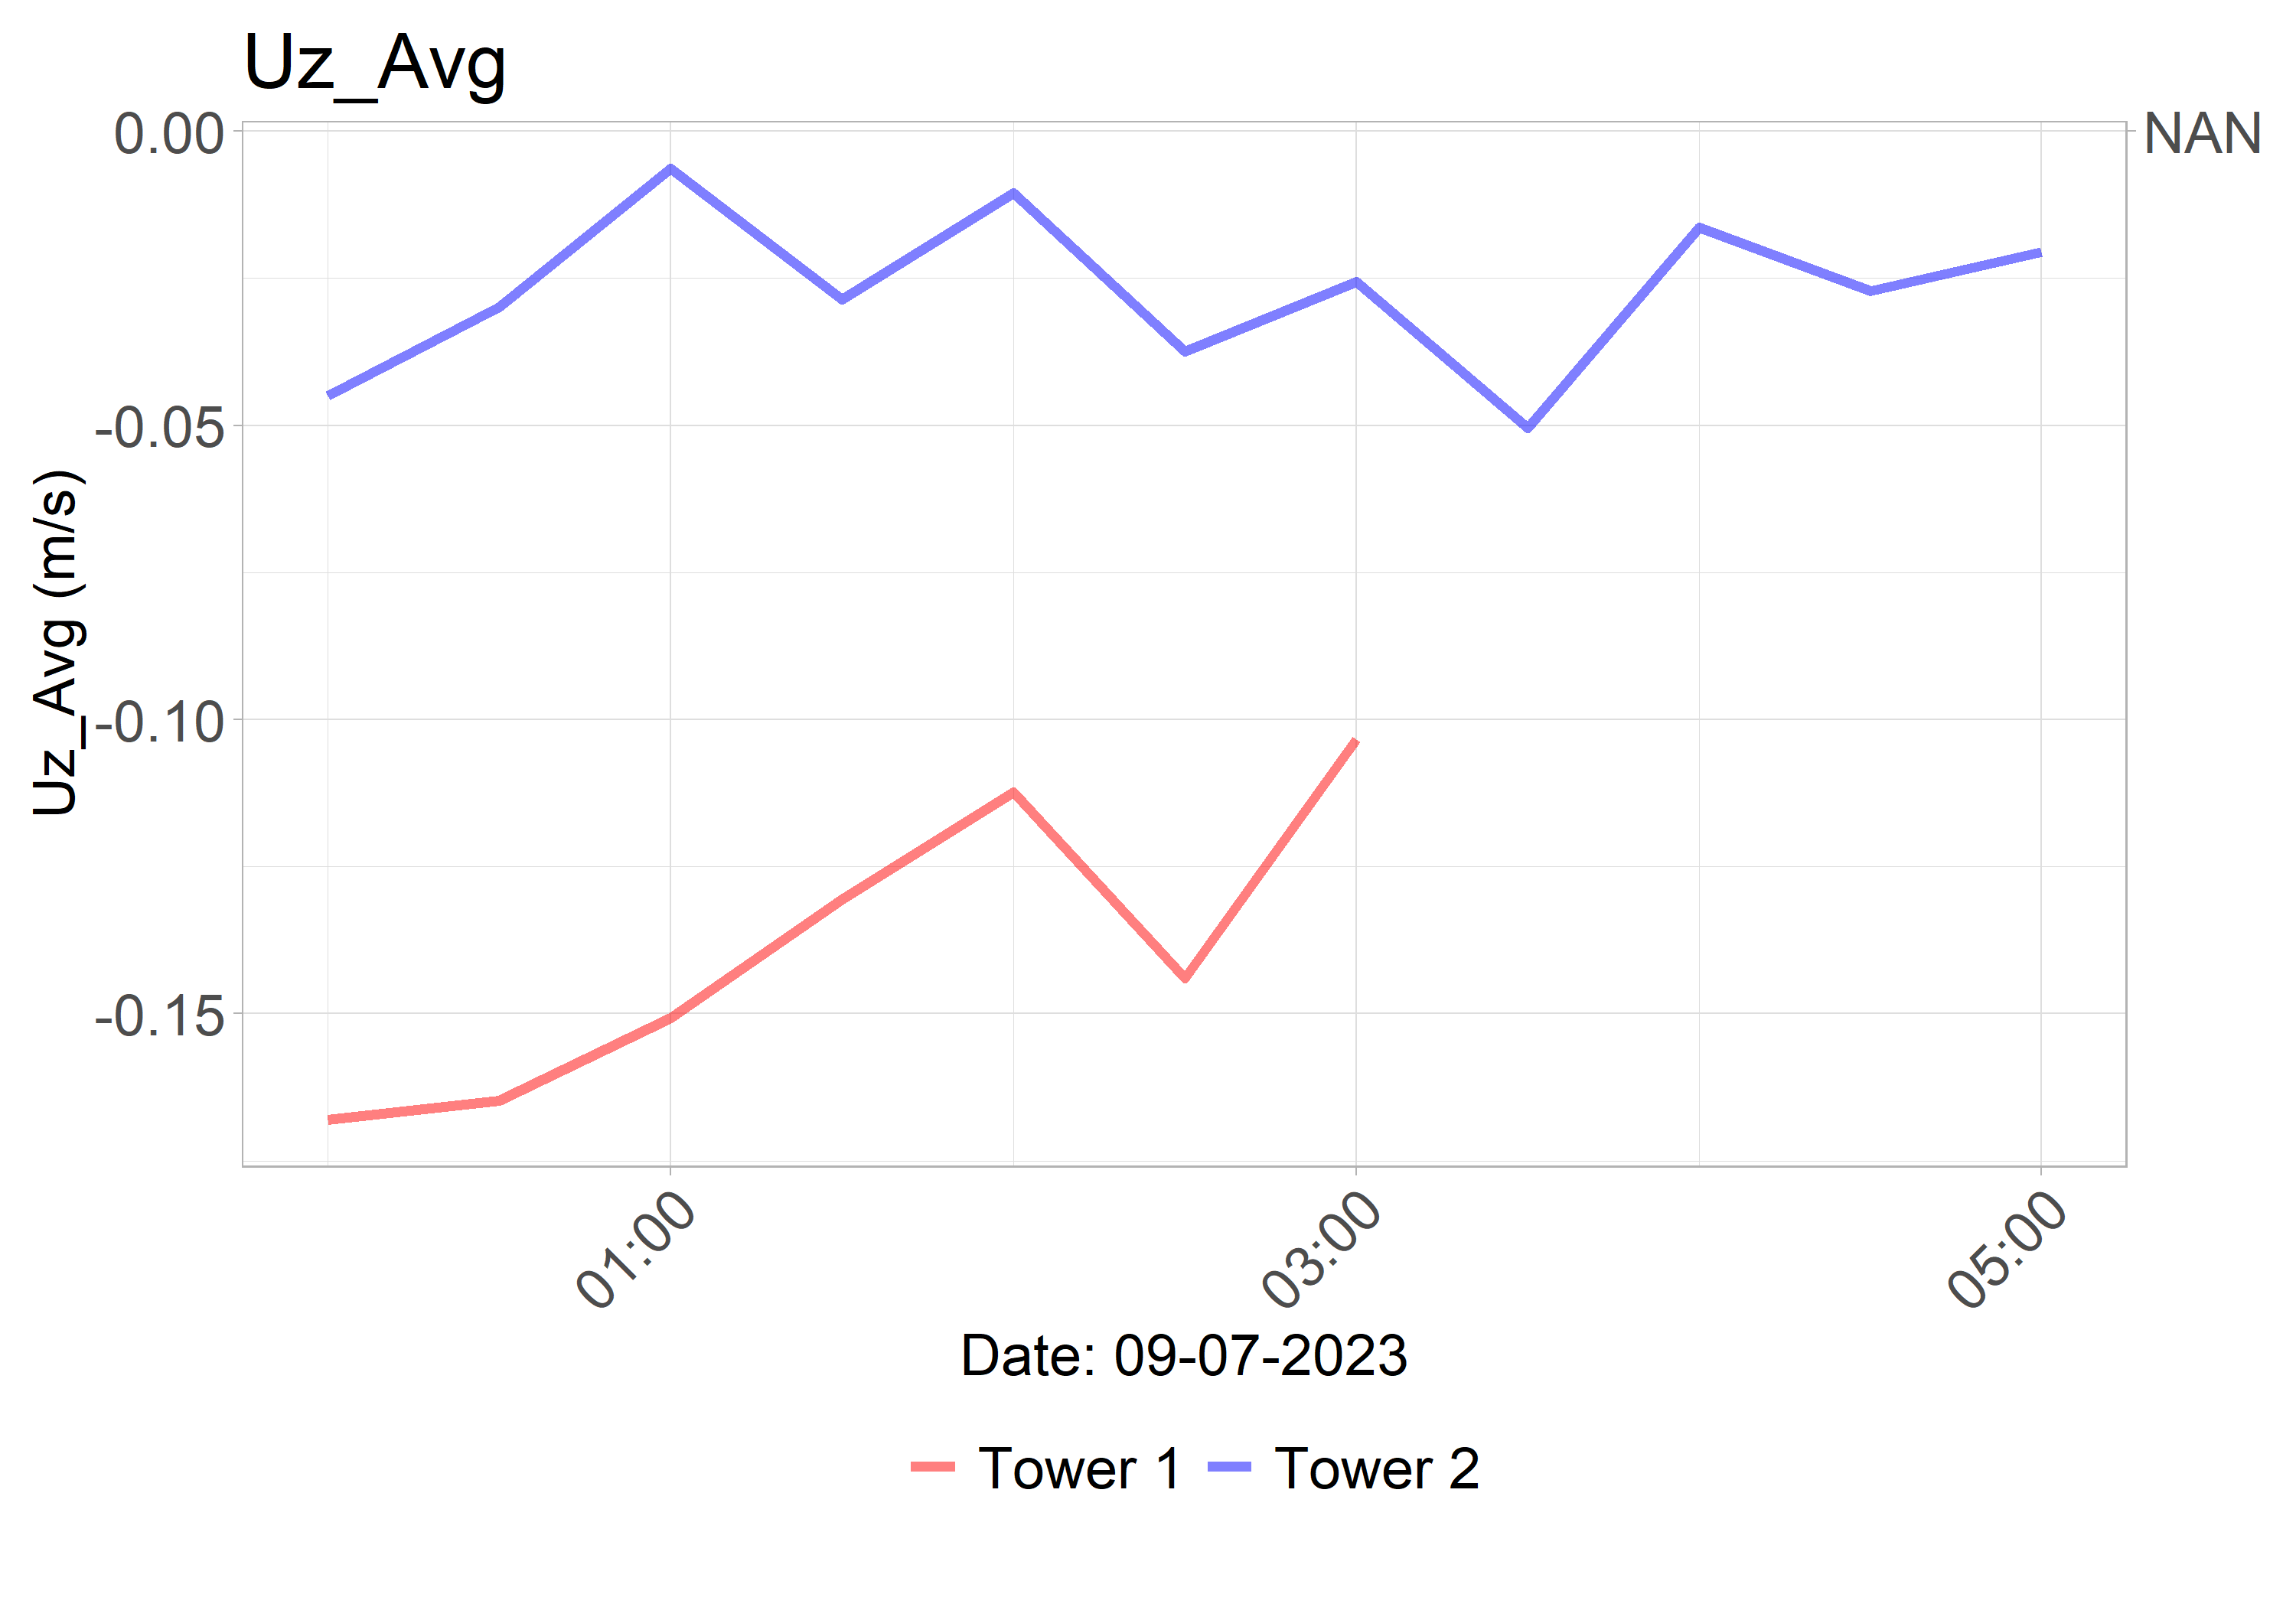 Uz_Avg
0.00
NAN
-0.05
-0.10
-0.15
Uz_Avg (m/s)
01:00
03:00
05:00
Date: 09-07-2023
Tower 1
Tower 2